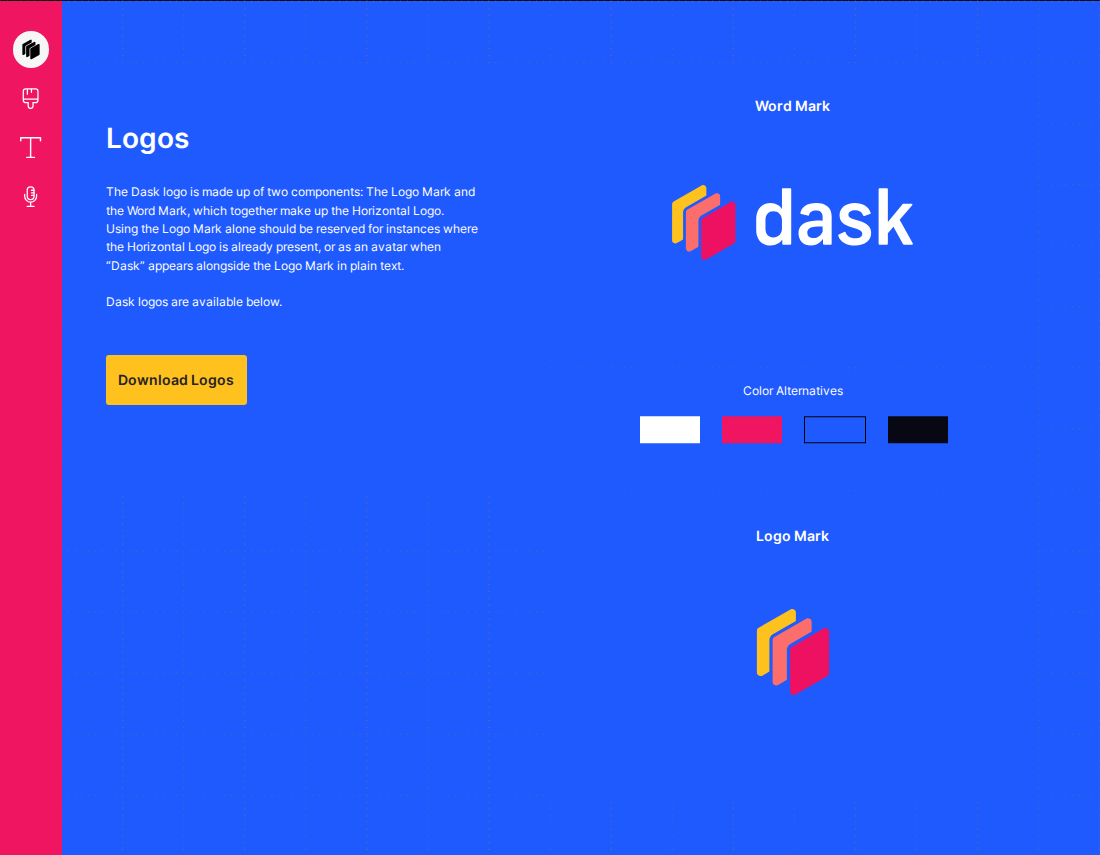 Logos
The Dask logo is made up of two components: The Logo Mark and
the Word Mark, which together make up the Horizontal Logo.
Using the Logo Mark alone should be reserved for instances where
the Horizontal Logo is already present, or as an avatar when
“Dask” appears alongside the Logo Mark in plain text.
Dask logos are available below.
Download Logos
Word Mark
dask
Color Alternatives
Logo Mark